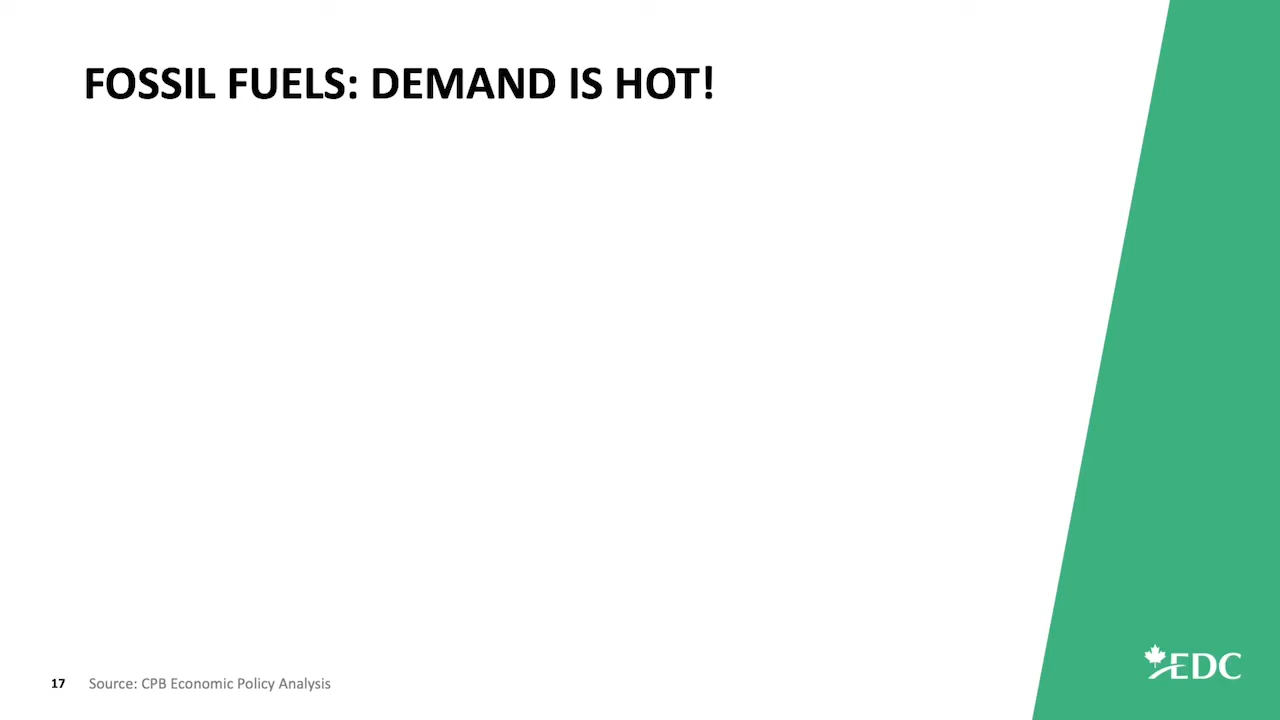 FOSSIL FUELS: DEMAND IS HOT!
17 Source: CPB Economic Policy Analysis
EDC